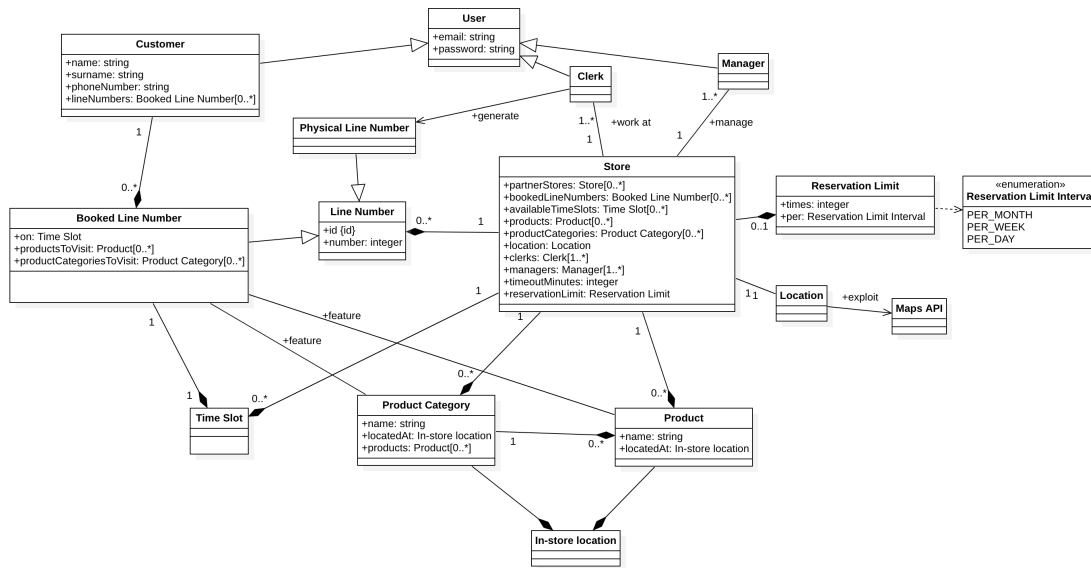 User
+email: string
+password: string
Customer
+name: string
+surname: string
+phoneNumber: string
+lineNumbers: Booked Line Number[0..*]
Manager
Clerk
1..*
+manage
1
+generate
1..*
+work at
1
Physical Line Number
1
0..*
Store
+partnerStores: Store[0..*]
+bookedLineNumbers: Booked Line Number[0..*]
+availableTimeSlots: Time Slot[0..*]
+products: Product[0..*]
+productCategories: Product Category[0..*]
+location: Location
+clerks: Clerk[1..*]
+managers: Manager[1..*]
+timeoutMinutes: integer
+reservationLimit: Reservation Limit
Reservation Limit
+times: integer
+per: Reservation Limit Interval
0..1
«enumeration»
Reservation Limit Interva
PER_MONTH
PER_WEEK
PER_DAY
Line Number
+id {id}
+number: integer
0..*
1
Booked Line Number
+on: Time Slot
+productsToVisit: Product[0..*]
+productCategoriesToVisit: Product Category[0..*]
1
1
1
Location
+exploit
Maps API
1
+feature
+feature
1
1
1
0..*
0..*
0..*
1
Time Slot
Product Category
+name: string
+locatedAt: In-store location
+products: Product[0..*]
1
0..*
Product
+name: string
+locatedAt: In-store location
In-store location